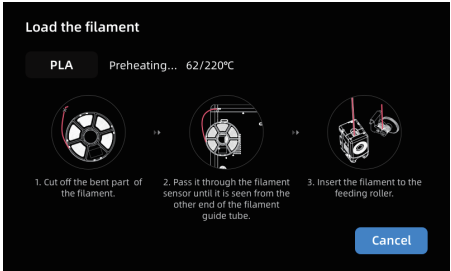 Load the filament
PLA Preheating... 62/220℃
1. Cut off the bent part of
the filament.
2. Pass it through the filament
sensor until it is seen from the
other end of the filament
guide tube.
3. Insert the filament to the
feeding roller.
Cancel